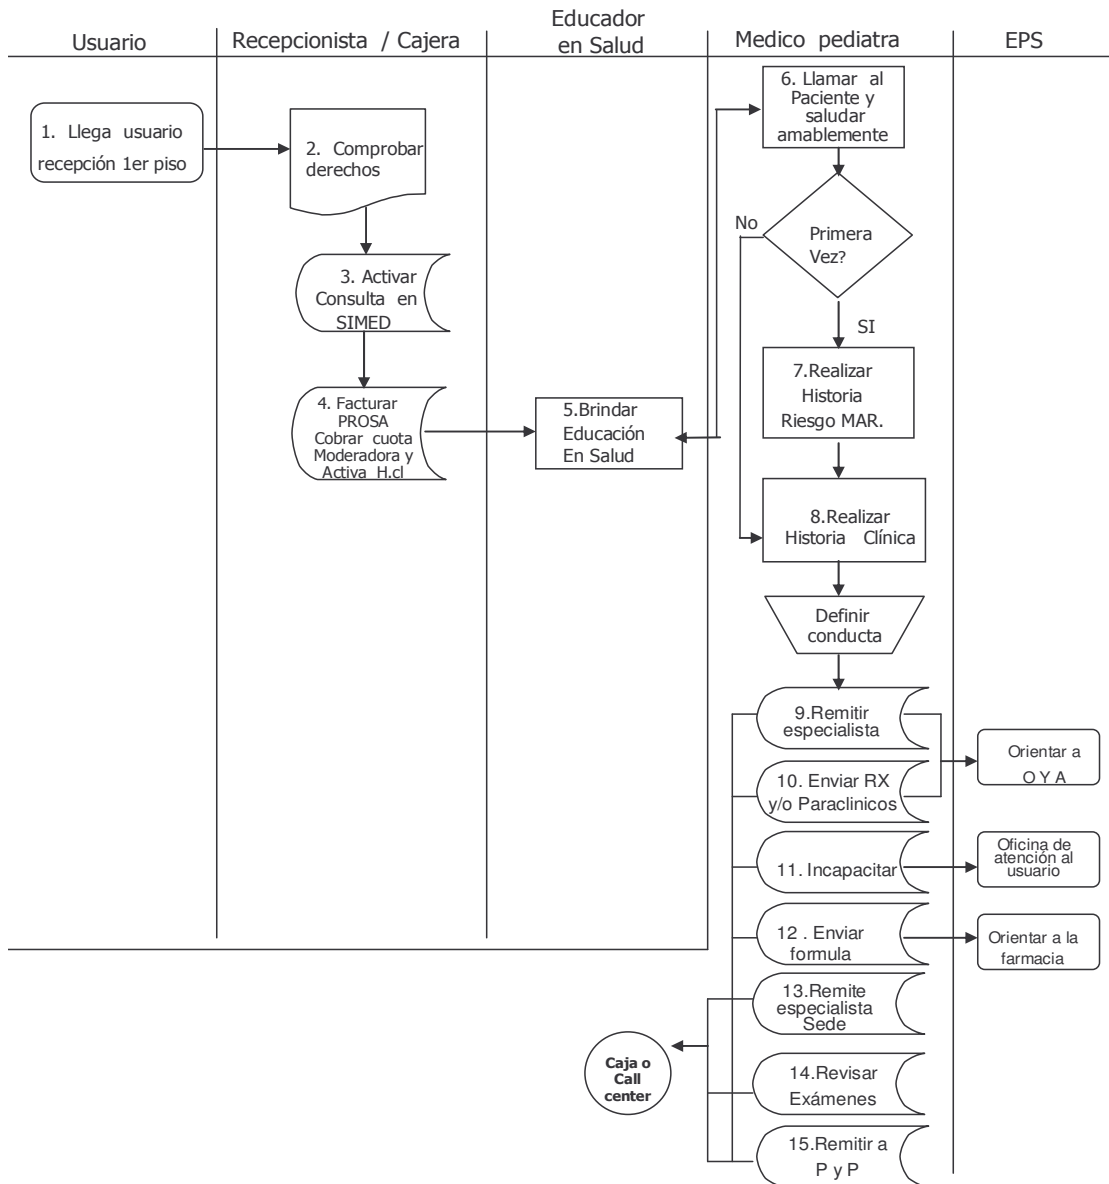 Usuario
Recepcionista / Cajera
Educador
en Salud
Medico pediatra
EPS
1. Llega usuario
recepción 1er piso
2. Comprobar
derechos
3. Activar
Consulta en
SIMED
4. Facturar
PROSA
Cobrar cuota
Moderadora y
Activa H.cl
5.Brindar
Educación
En Salud
6. Llamar al
Paciente y
saludar
amablemente
No
Primera
Vez?
SI
7.Realizar
Historia
Riesgo MAR.
8.Realizar
Historia Clínica
Definir
conducta
9.Remitir
especialista
Orientar a
O Y A
10. Enviar RX
y/o Paraclinicos
11. Incapacitar
Oficina de
atención al
usuario
12 . Enviar
formula
Orientar a la
farmacia
13.Remite
especialista
Sede
Caja o
Call
center
14.Revisar
Exámenes
15.Remitir a
P y P